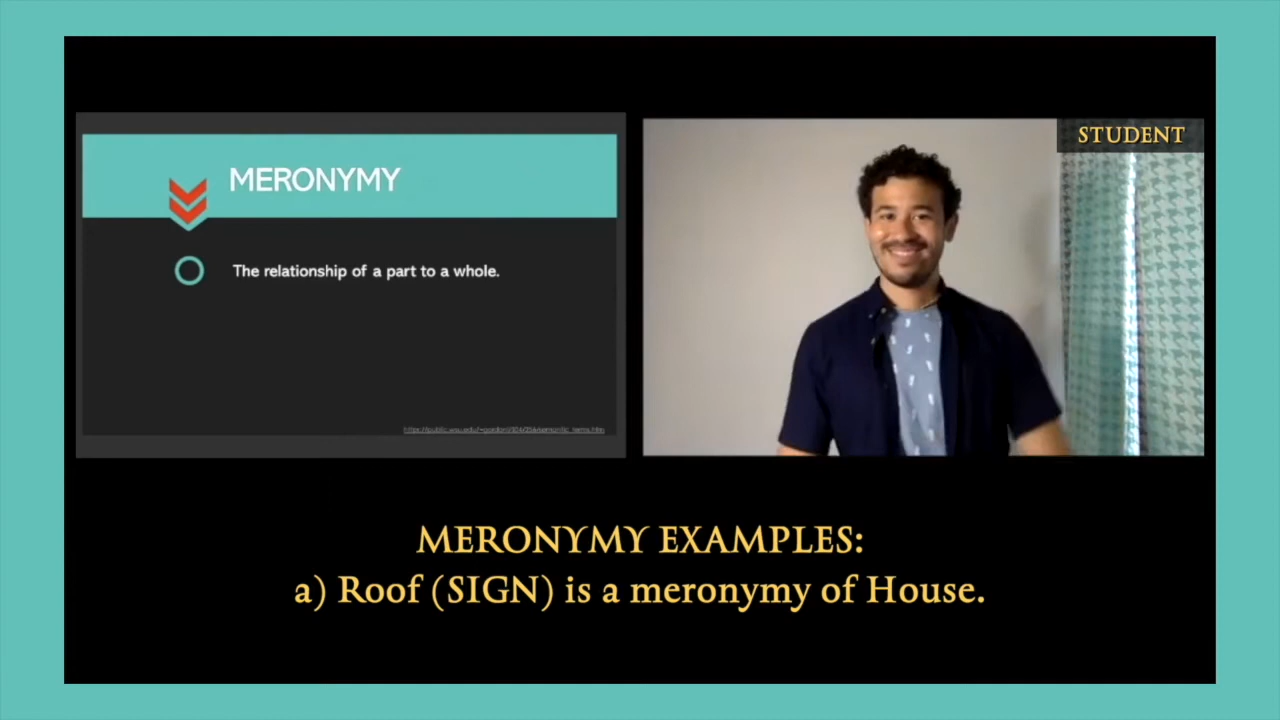 MERONYMY
The relationship of a part to a whole.
STUDENT
MERONYMY EXAMPLES:
a) Roof (SIGN) is a meronymy of House.